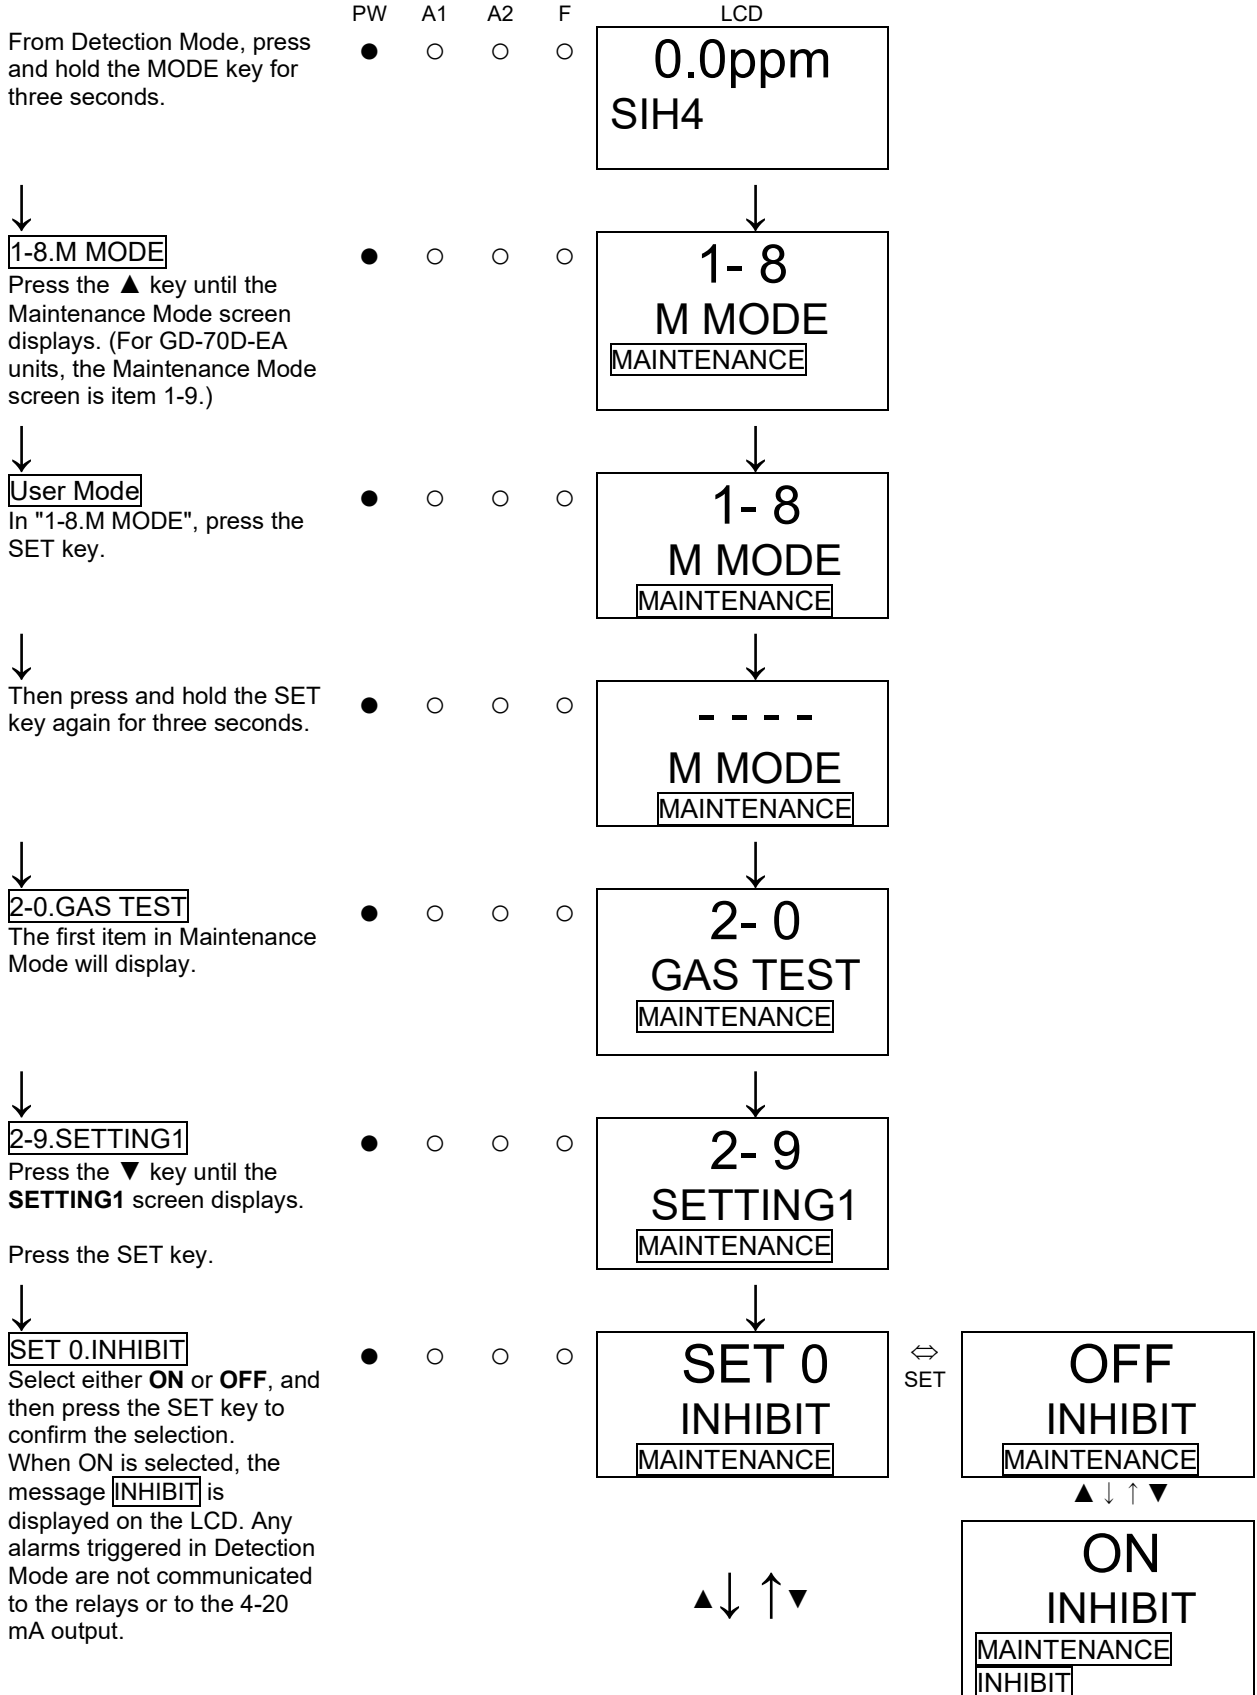 PW A1 A2 F LCD
From Detection Mode, press
and hold the MODE key for
three seconds.
● ○ ○ ○
0.0ppm
SIH4
↓ ↓
1-8.M MODE
Press the ▲ key until the
Maintenance Mode screen
displays. (For GD-70D-EA
units, the Maintenance Mode
screen is item 1-9.)
● ○ ○ ○
1- 8
M MODE
MAINTENANCE
↓ ↓
User Mode
In "1-8.M MODE", press the
SET key.
● ○ ○ ○
1- 8
M MODE
MAINTENANCE
↓ ↓
Then press and hold the SET
key again for three seconds.
● ○ ○ ○
- - - -
M MODE
MAINTENANCE
↓ ↓
2-0.GAS TEST
The first item in Maintenance
Mode will display.
● ○ ○ ○
2- 0
GAS TEST
MAINTENANCE
↓ ↓
2-9.SETTING1
Press the ▼ key until the
SETTING1 screen displays.
Press the SET key.
● ○ ○ ○
2- 9
SETTING1
MAINTENANCE
↓ ↓
SET 0.INHIBIT
Select either ON or OFF, and
then press the SET key to
confirm the selection.
When ON is selected, the
message INHIBIT is
displayed on the LCD. Any
alarms triggered in Detection
Mode are not communicated
to the relays or to the 4-20
mA output.
● ○ ○ ○
SET 0
INHIBIT
MAINTENANCE
⇔
SET
OFF
INHIBIT
MAINTENANCE
▲ ↓ ↑ ▼
ON
INHIBIT
MAINTENANCE
INHIBIT
▲↓ ↑▼